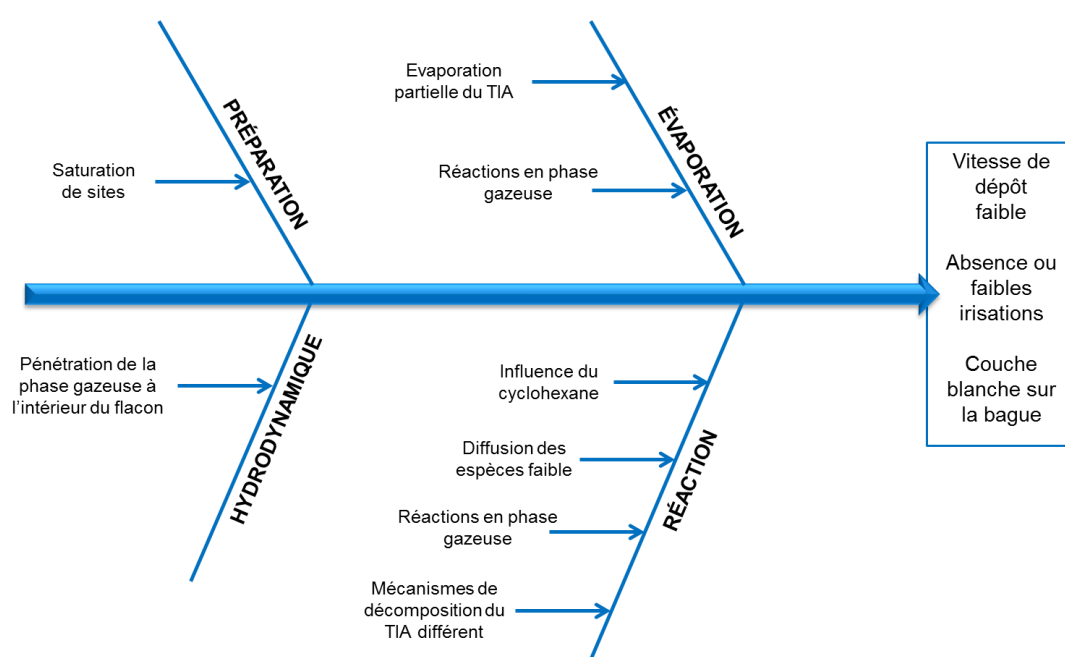 PRÉPARATION
Saturation
de sites
ÉVAPORATION
Evaporation
partielle du TIA
Réactions en phase
gazeuse
HYDRODYNAMIQUE
Pénétration de la
phase gazeuse à
l'intérieur du flacon
RÉACTION
Influence du
cyclohexane
Diffusion des
espèces faible
Réactions en phase
gazeuse
Mécanismes de
décomposition du
TIA différent
Vitesse de
dépôt
faible
Absence ou
faibles
irisations
Couche
blanche sur
la bague